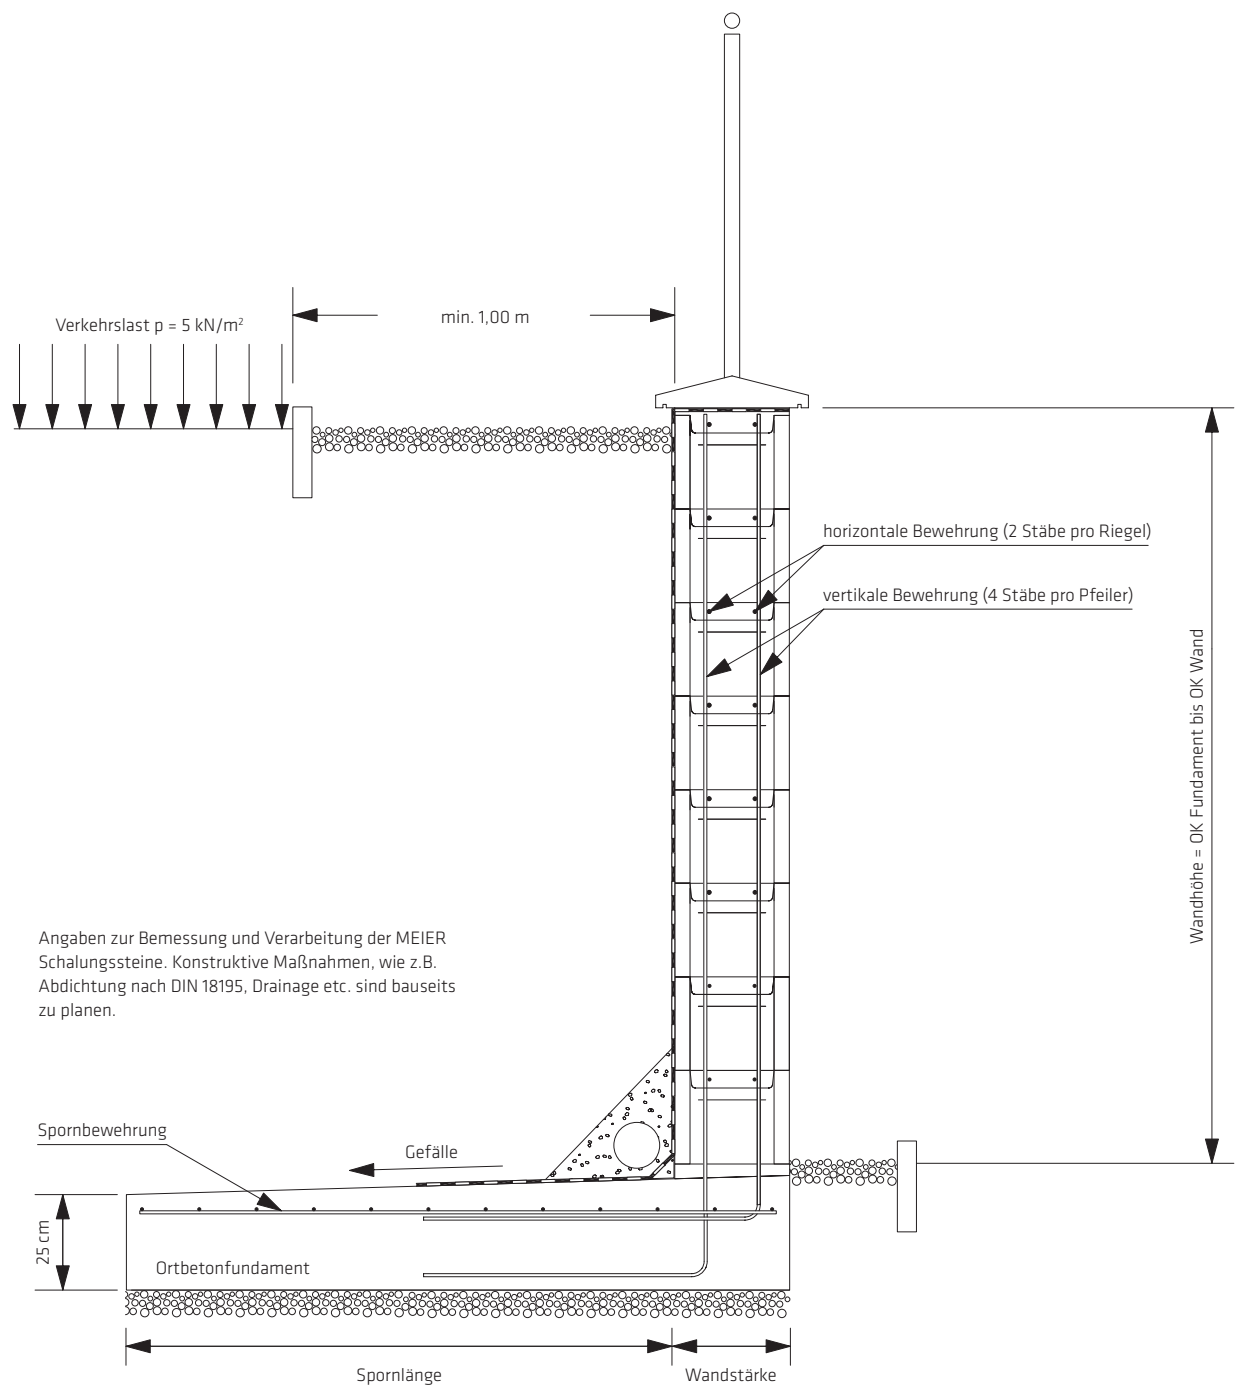 Verkehrslast p = 5 kN/m²
min. 1,00 m
horizontale Bewehrung (2 Stäbe pro Riegel)
vertikale Bewehrung (4 Stäbe pro Pfeiler)
Wandhöhe = OK Fundament bis OK Wand
Angaben zur Bemessung und Verarbeitung der MEIER
Schalungssteine. Konstruktive Maßnahmen, wie z.B.
Abdichtung nach DIN 18195, Drainage etc. sind bauseits
zu planen.
Spornbewehrung
Gefälle
25 cm
Ortbetonfundament
Spornlänge
Wandstärke